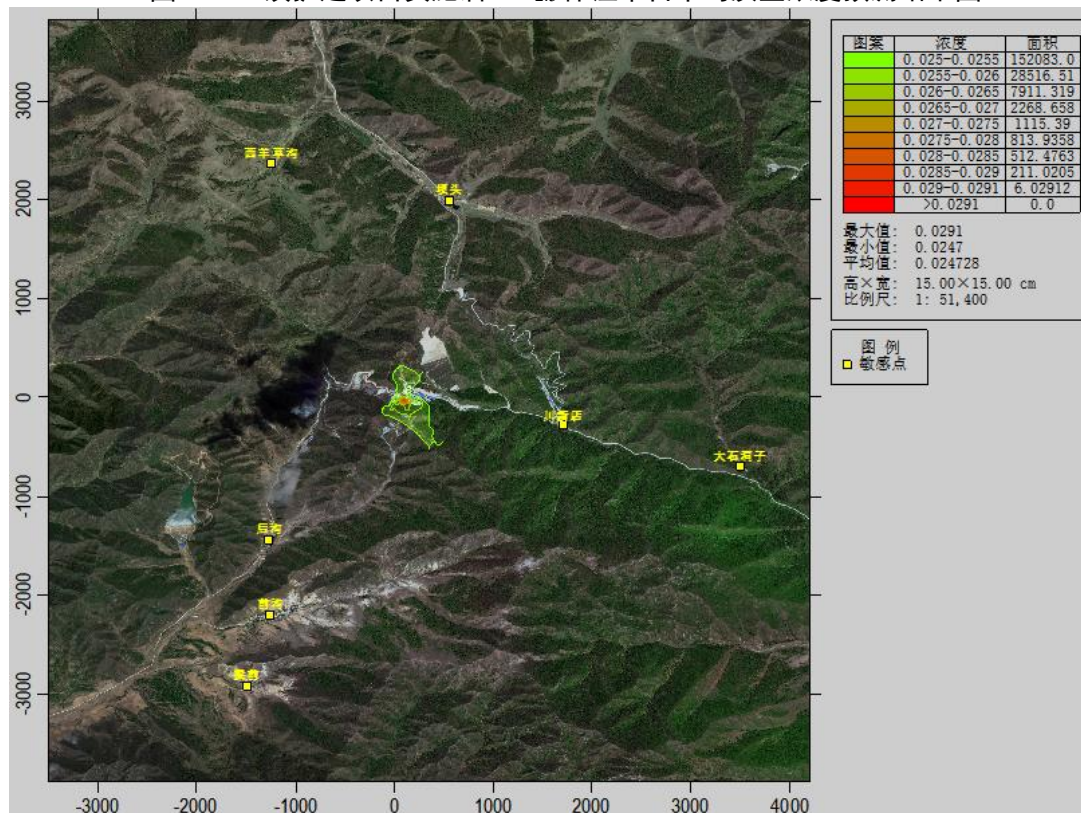 图案 浓度 面积
0.025-0.0255 152083.0
0.0255-0.026 28516.51
0.026-0.0265 7911.319
0.0265-0.027 2268.658
0.027-0.0275 1115.39
0.0275-0.028 813.9358
0.028-0.0285 512.4763
0.0285-0.029 211.0205
0.029-0.0291 6.02912
>0.0291 0.0
最大值: 0.0291
最小值: 0.0247
平均值: 0.024728
高×宽: 15.00×15.00 cm
比例尺: 1: 51,400
图 例
敏感点
3000
2000
1000
0
-1000
-2000
-3000
西羊草沟
坝头
大石洞子
后沟
前沟
-3000 -2000 -1000 0 1000 2000 3000 4000